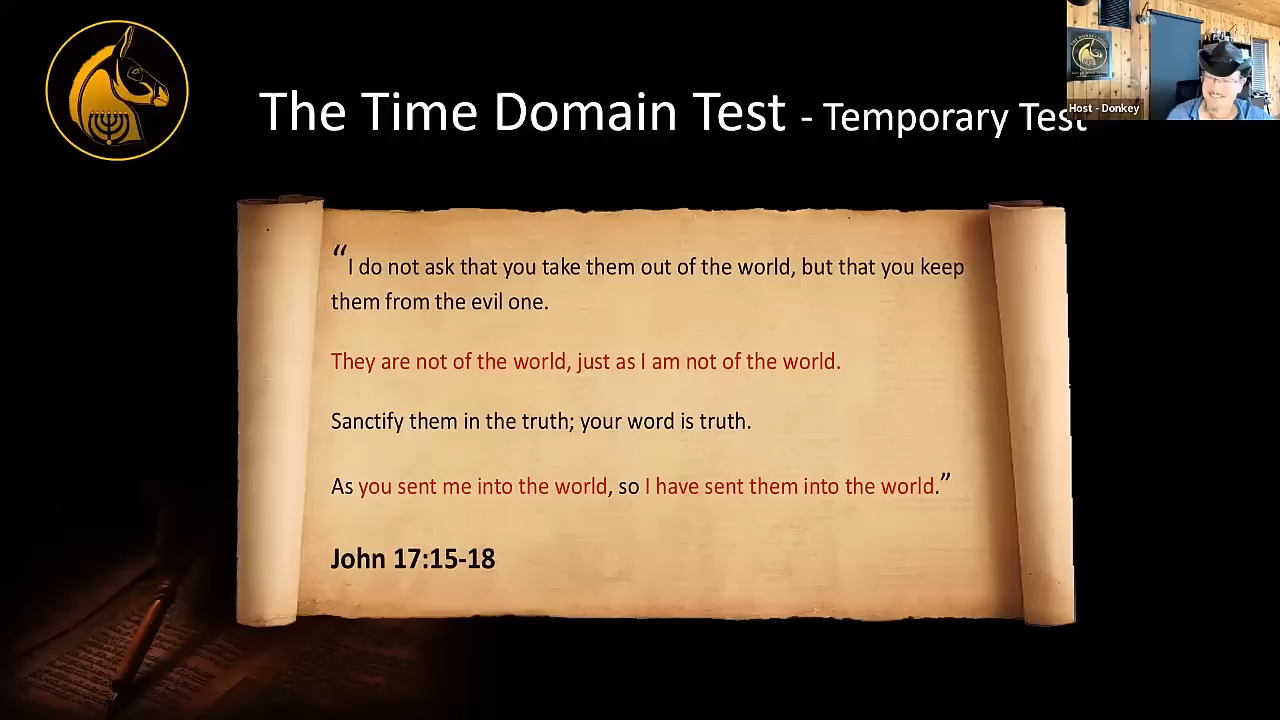 The Time Domain Test - Temporary Test
Host - Donkey
“I do not ask that you take them out of the world, but that you keep
them from the evil one.
They are not of the world, just as I am not of the world.
Sanctify them in the truth; your word is truth.
As you sent me into the world, so I have sent them into the world.”
John 17:15-18